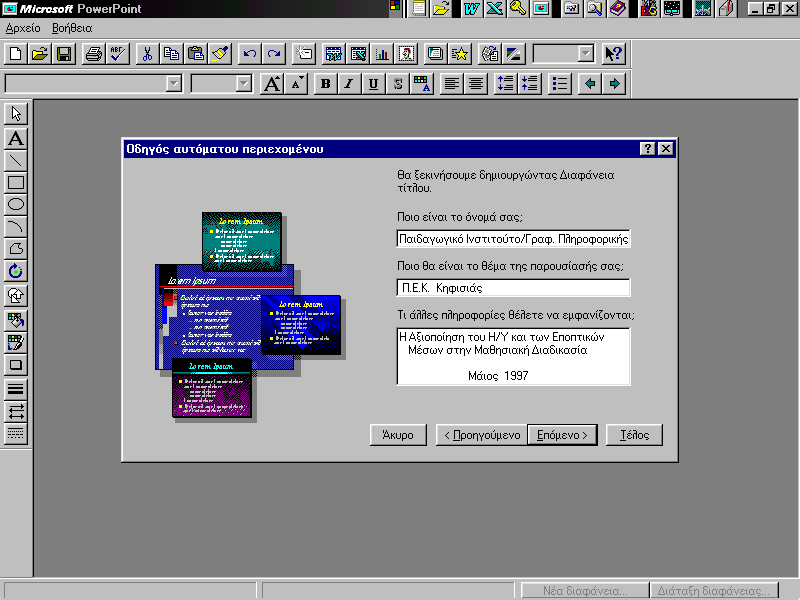 Microsoft PowerPoint
Αρχείο Βοήθεια
ABC
A A B I U S A
A
Οδηγός αυτόματου περιεχομένου
Θα ξεκινήσουμε δημιουργώντας Διαφάνεια
τίτλου.
Ποιο είναι το όνομά σας;
Παιδαγωγικό Ινστιτούτο/Γραφ. Πληροφορικής
Ποιο θα είναι το θέμα της παρουσίασής σας;
Π.Ε.Κ. Κηφισιάς
Τι άλλες πληροφορίες θέλετε να εμφανίζονται;
Η Αξιοποίηση του Η/Υ και των Εποπτικών
Μέσων στην Μαθησιακή Διαδικασία
Μάιος 1997
Lorem Ipsum
Lorem Ipsum
Lorem Ipsum
Lorem Ipsum
Άκυρο < Προηγούμενο Επόμενο > Τέλος
Νέα διαφάνεια... Διάταξη διαφάνειας...